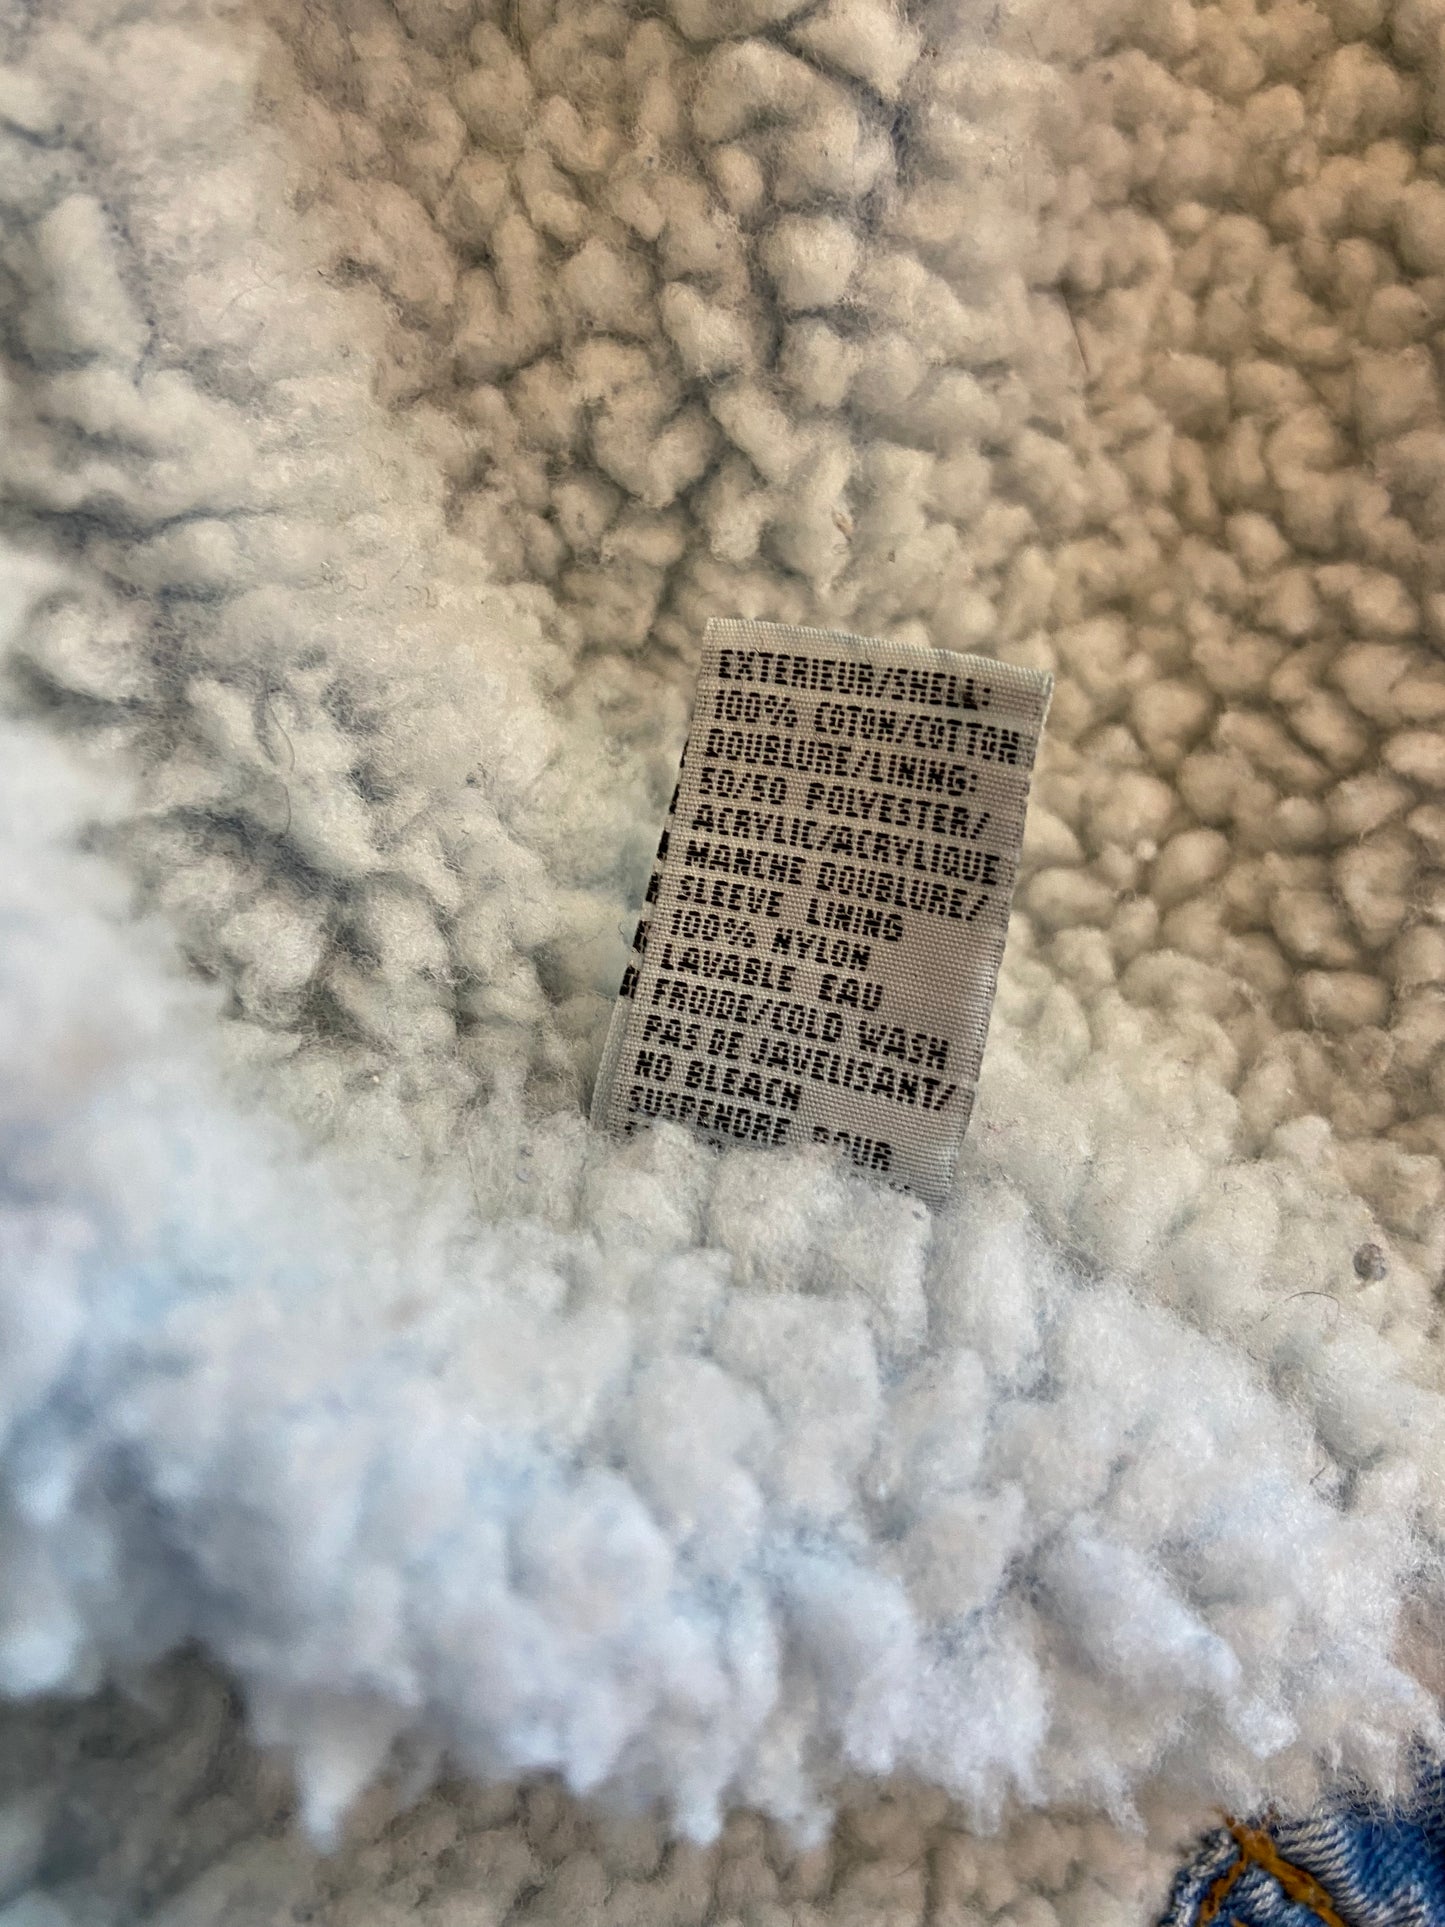 EXTERIEUR/SHELL:
100% COTON/COTTON
DOUBLURE/LINING:
50/50 POLYESTER/
ACRYLIC/ACRYLIQUE
MANCHE DOUBLURE/
SLEEVE LINING
100% NYLON
LAVABLE EAU
FROIDE/COLD WASH
PAS DE JAVELISANT/
NO BLEACH
SUSPENDRE POUR